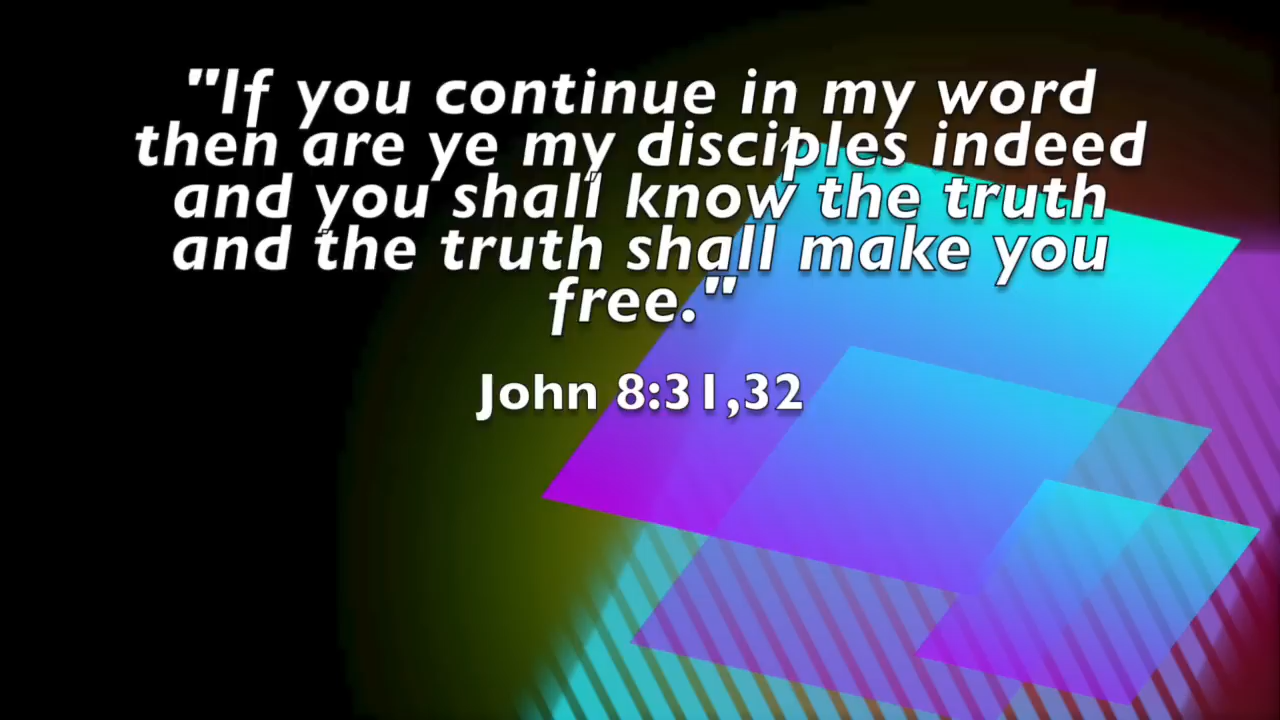 "If you continue in my word
then are ye my disciples indeed
and you shall know the truth
and the truth shall make you
free."
John 8:31,32